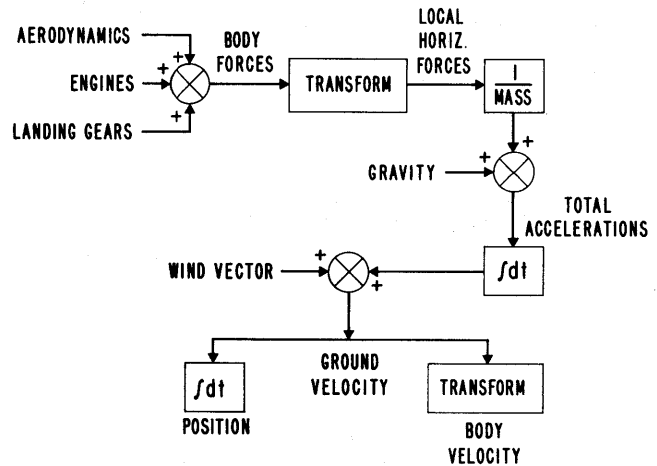 AERODYNAMICS
+
ENGINES
+
LANDING GEARS
+
BODY
FORCES
TRANSFORM
LOCAL
HORIZ.
FORCES
1
MASS
+
GRAVITY
+
TOTAL
ACCELERATIONS
∫dt
WIND VECTOR
+
+
GROUND
VELOCITY
∫dt
POSITION
TRANSFORM
BODY
VELOCITY